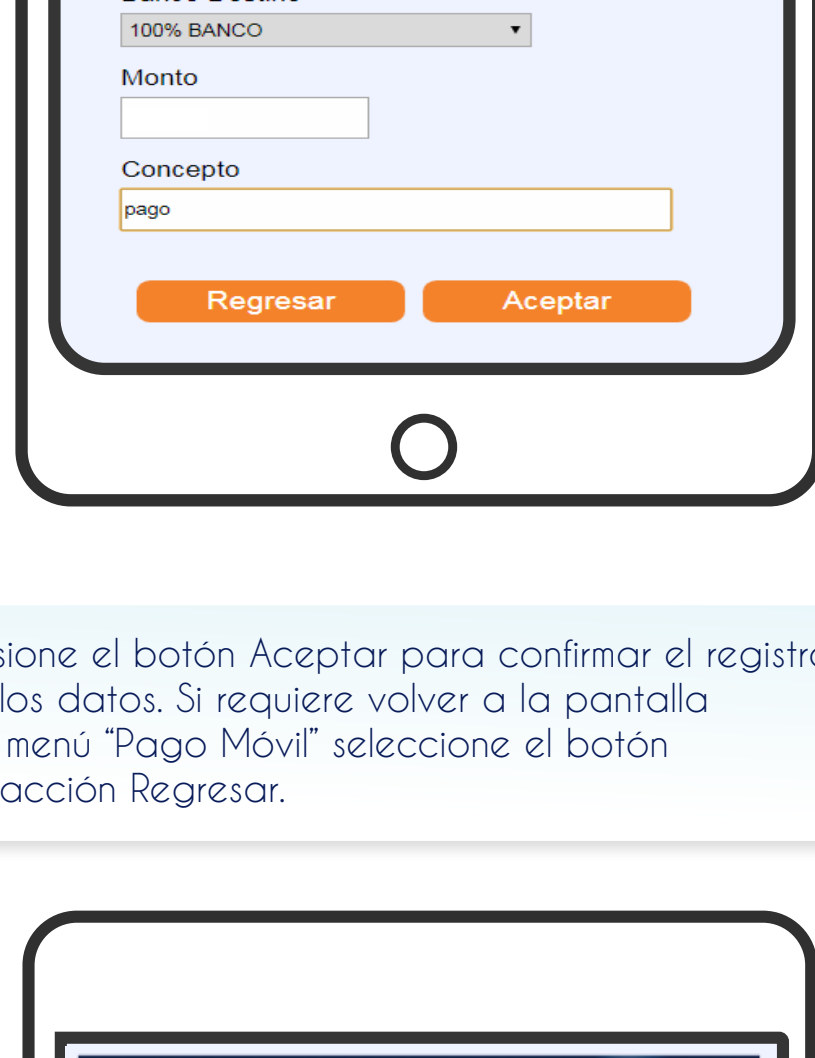 100% BANCO
Monto
Concepto
pago
Regresar Aceptar
el botón Aceptar para confirmar el registro
los datos. Si requiere volver a la pantalla
menú “Pago Móvil” seleccione el botón
acción Regresar.